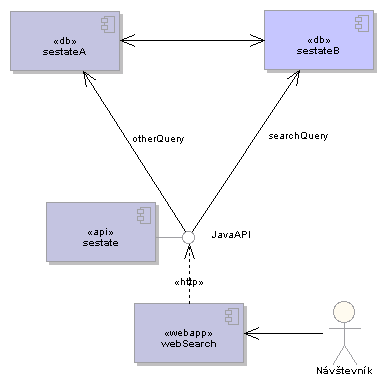 «db»
sestateA
«db»
sestateB
otherQuery
searchQuery
«api»
sestate
JavaAPI
«http»
«webapp»
webSearch
Návštevník